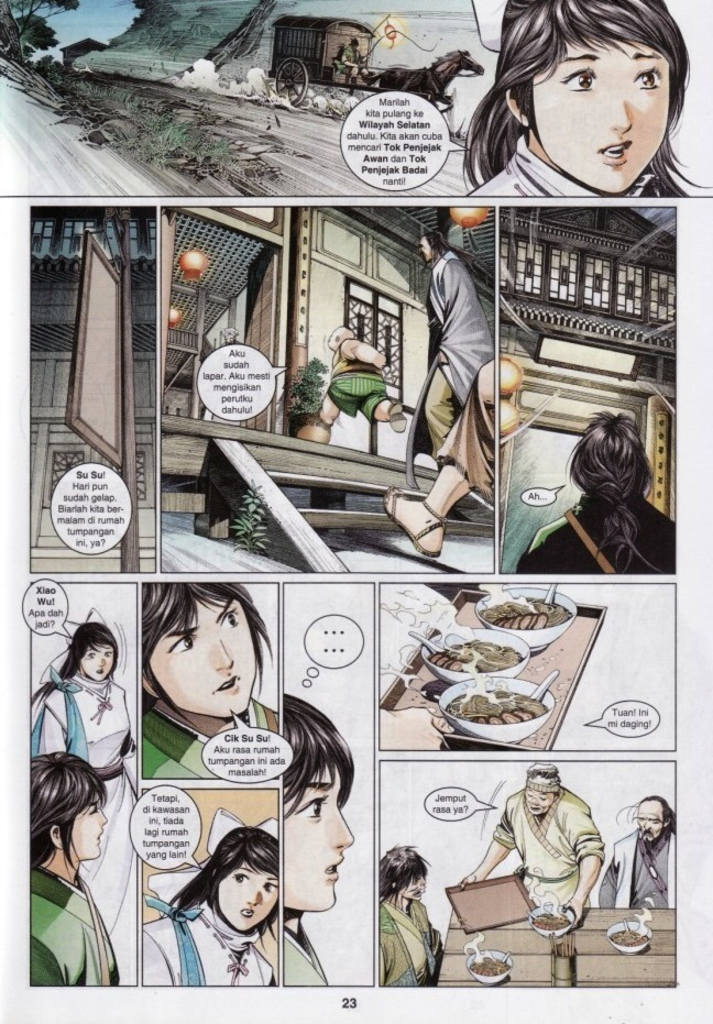 Marilah
kita pulang ke
Wilayah Selatan
dahulu. Kita akan cuba
mencari Tok Penjejak
Awan dan Tok
Penjejak Badai
nanti!
Su Su!
Hari pun
sudah gelap.
Biarlah kita ber-
malam di rumah
tumpangan
ini, ya?
Aku
sudah
lapar. Aku mesti
mengisikan
perutku
dahulu!
Ah...
Xiao
Wu!
Apa dah
jadi?
Cik Su Su!
Aku rasa rumah
tumpangan ini ada
masalah!
Tetapi,
di kawasan
ini, tiada
lagi rumah
tumpangan
yang lain!
...
...
Tuan! Ini
mi daging!
Jemput
rasa ya?
23